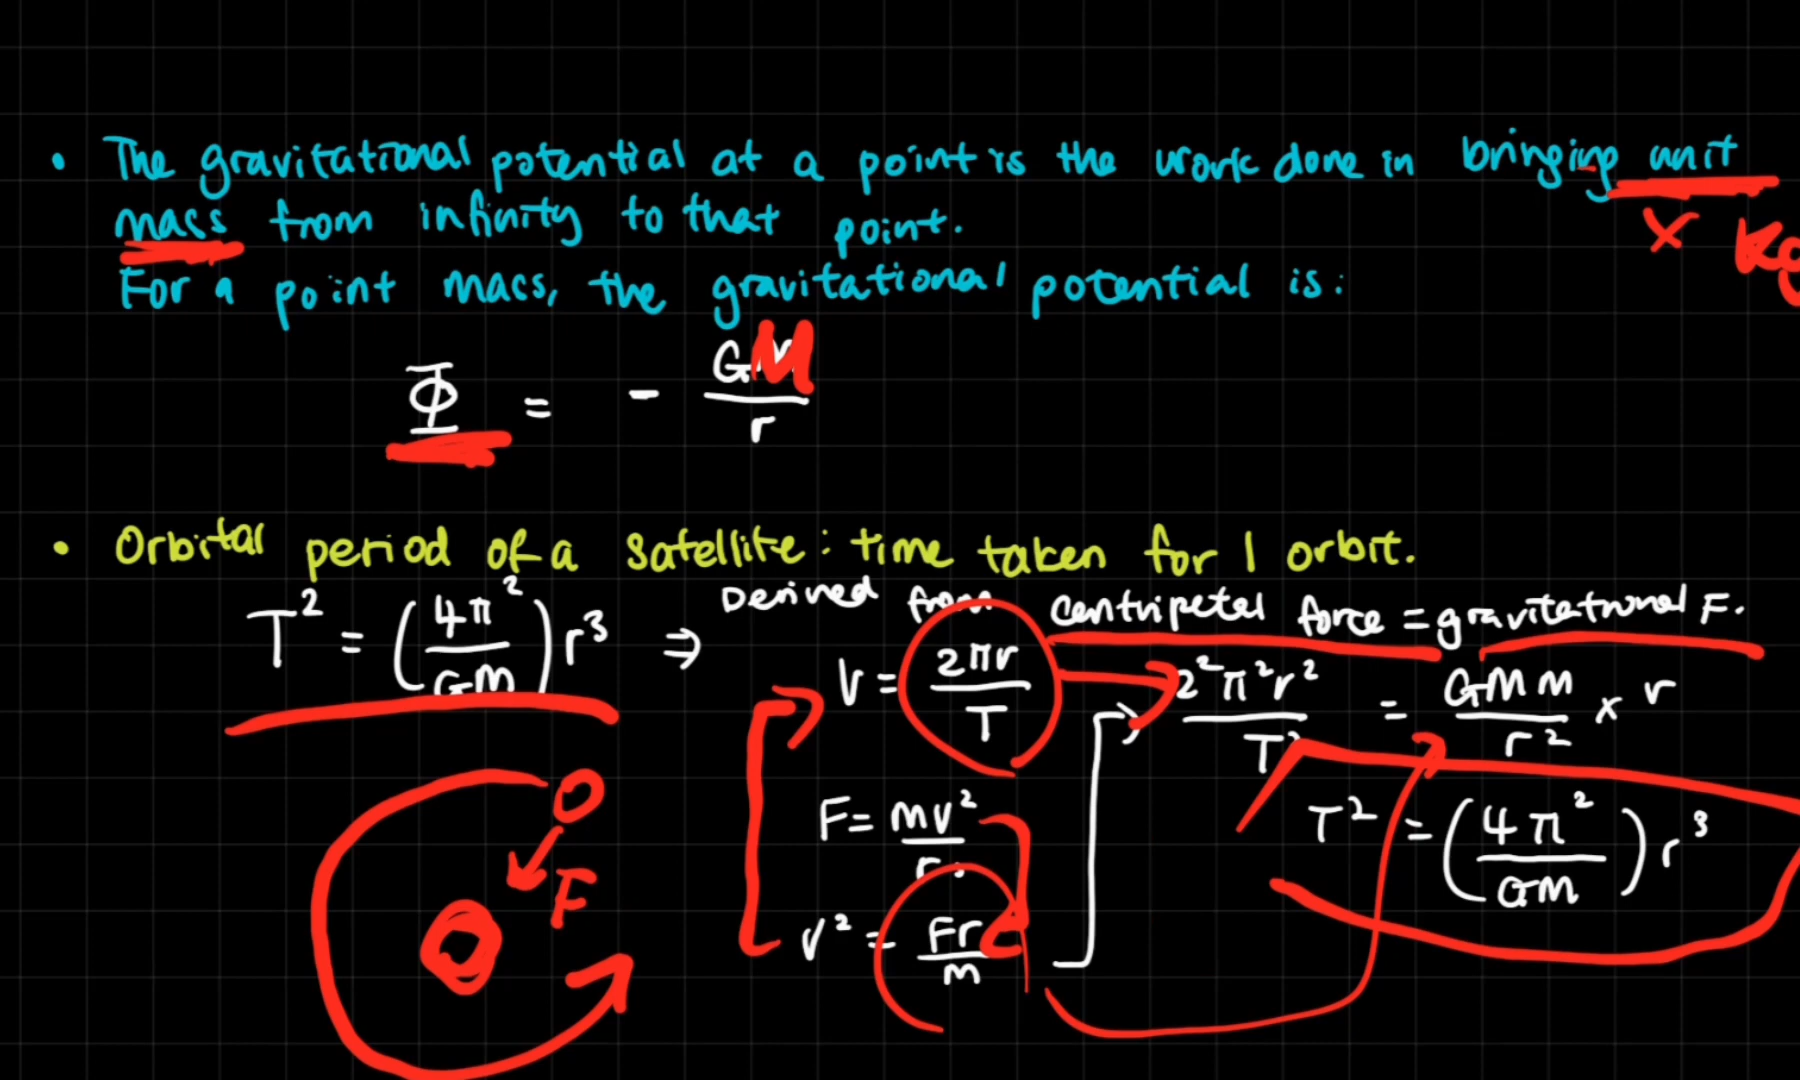 • The gravitational potential at a point is the work done in bringing unit
mass from infinity to that point.
x Kg
For a point mass, the gravitational potential is:
Φ = - GM/r
• Orbital period of a satellite: time taken for 1 orbit.
T² = (4π²/GM) r³ ⇒ Derived from centripetal force = gravitational F.
V = 2πr/T → 2²π²r²/T² = GMm/r² x r
F = mv²/r
T² = (4π²/GM) r³
F
V² = Fr/m